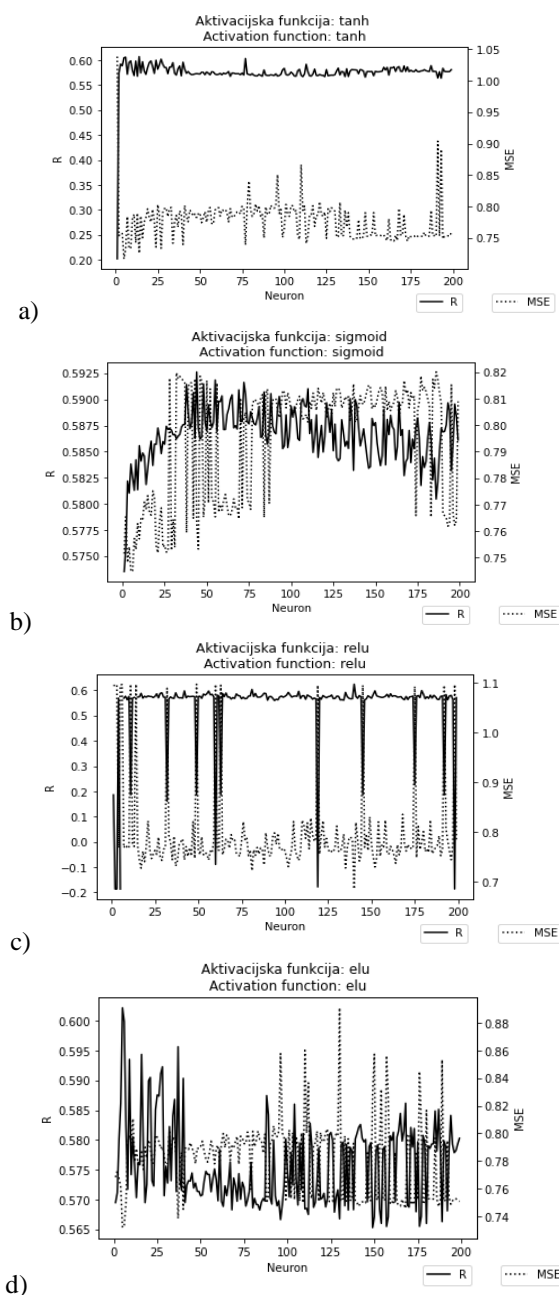 Aktivacijska funkcija: tanh
Activation function: tanh
0.60
0.55
0.50
0.45
0.40
0.35
0.30
0.25
0.20
R
1.05
1.00
0.95
0.90
0.85
0.80
0.75
MSE
0 25 50 75 100 125 150 175 200
Neuron
R MSE
a)
Aktivacijska funkcija: sigmoid
Activation function: sigmoid
0.5925
0.5900
0.5875
0.5850
0.5825
0.5800
0.5775
0.5750
R
0.82
0.81
0.80
0.79
0.78
0.77
0.76
0.75
MSE
0 25 50 75 100 125 150 175 200
Neuron
R MSE
b)
Aktivacijska funkcija: relu
Activation function: relu
0.6
0.5
0.4
0.3
0.2
0.1
0.0
−0.1
−0.2
R
1.1
1.0
0.9
0.8
0.7
MSE
0 25 50 75 100 125 150 175 200
Neuron
R MSE
c)
Aktivacijska funkcija: elu
Activation function: elu
0.600
0.595
0.590
0.585
0.580
0.575
0.570
0.565
R
0.88
0.86
0.84
0.82
0.80
0.78
0.76
0.74
MSE
0 25 50 75 100 125 150 175 200
Neuron
R MSE
d)